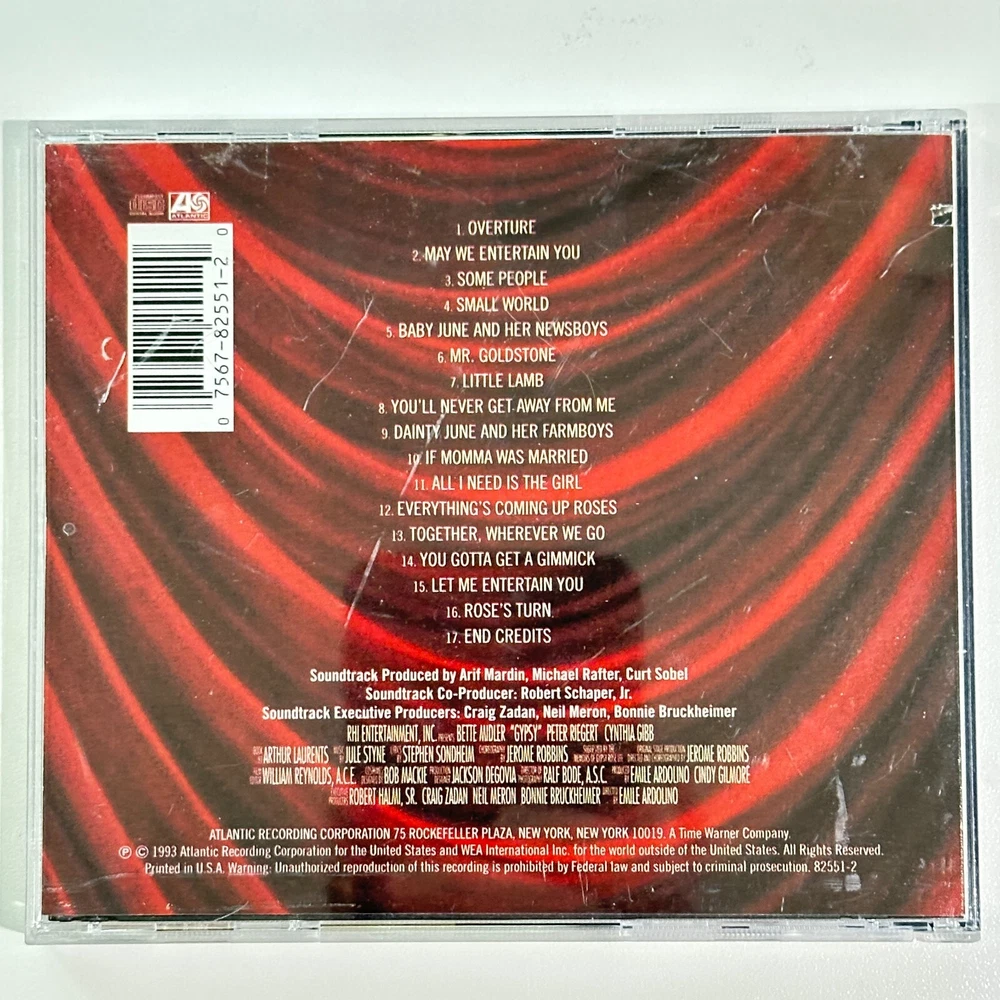 COMPACT
disc
DIGITAL AUDIO
ATLANTIC
0 7567-82551-2 0
1. OVERTURE
2. MAY WE ENTERTAIN YOU
3. SOME PEOPLE
4. SMALL WORLD
5. BABY JUNE AND HER NEWSBOYS
6. MR. GOLDSTONE
7. LITTLE LAMB
8. YOU'LL NEVER GET AWAY FROM ME
9. DAINTY JUNE AND HER FARMBOYS
10. IF MOMMA WAS MARRIED
11. ALL I NEED IS THE GIRL
12. EVERYTHING'S COMING UP ROSES
13. TOGETHER, WHEREVER WE GO
14. YOU GOTTA GET A GIMMICK
15. LET ME ENTERTAIN YOU
16. ROSE'S TURN
17. END CREDITS
Soundtrack Produced by Arif Mardin, Michael Rafter, Curt Sobel
Soundtrack Co-Producer: Robert Schaper, Jr.
Soundtrack Executive Producers: Craig Zadan, Neil Meron, Bonnie Bruckheimer
RHI ENTERTAINMENT, INC. PRESENTS BETTE MIDLER "GYPSY" PETER RIEGERT CYNTHIA GIBB
ARTHUR LAURENTS JULE STYNE STEPHEN SONDHEIM JEROME ROBBINS JEROME ROBBINS
WILLIAM REYNOLDS, A.C.E. BOB MACKIE PRODUCTION DESIGNER JACKSON DEGOVIA RALF BODE, A.S.C. EMILE ARDOLINO CINDY GILMORE
EXECUTIVE PRODUCERS ROBERT HALMI, SR. CRAIG ZADAN NEIL MERON BONNIE BRUCKHEIMER EMILE ARDOLINO
ATLANTIC RECORDING CORPORATION 75 ROCKEFELLER PLAZA, NEW YORK, NEW YORK 10019. A Time Warner Company.
℗ © 1993 Atlantic Recording Corporation for the United States and WEA International Inc. for the world outside of the United States. All Rights Reserved.
Printed in U.S.A. Warning: Unauthorized reproduction of this recording is prohibited by Federal law and subject to criminal prosecution. 82551-2